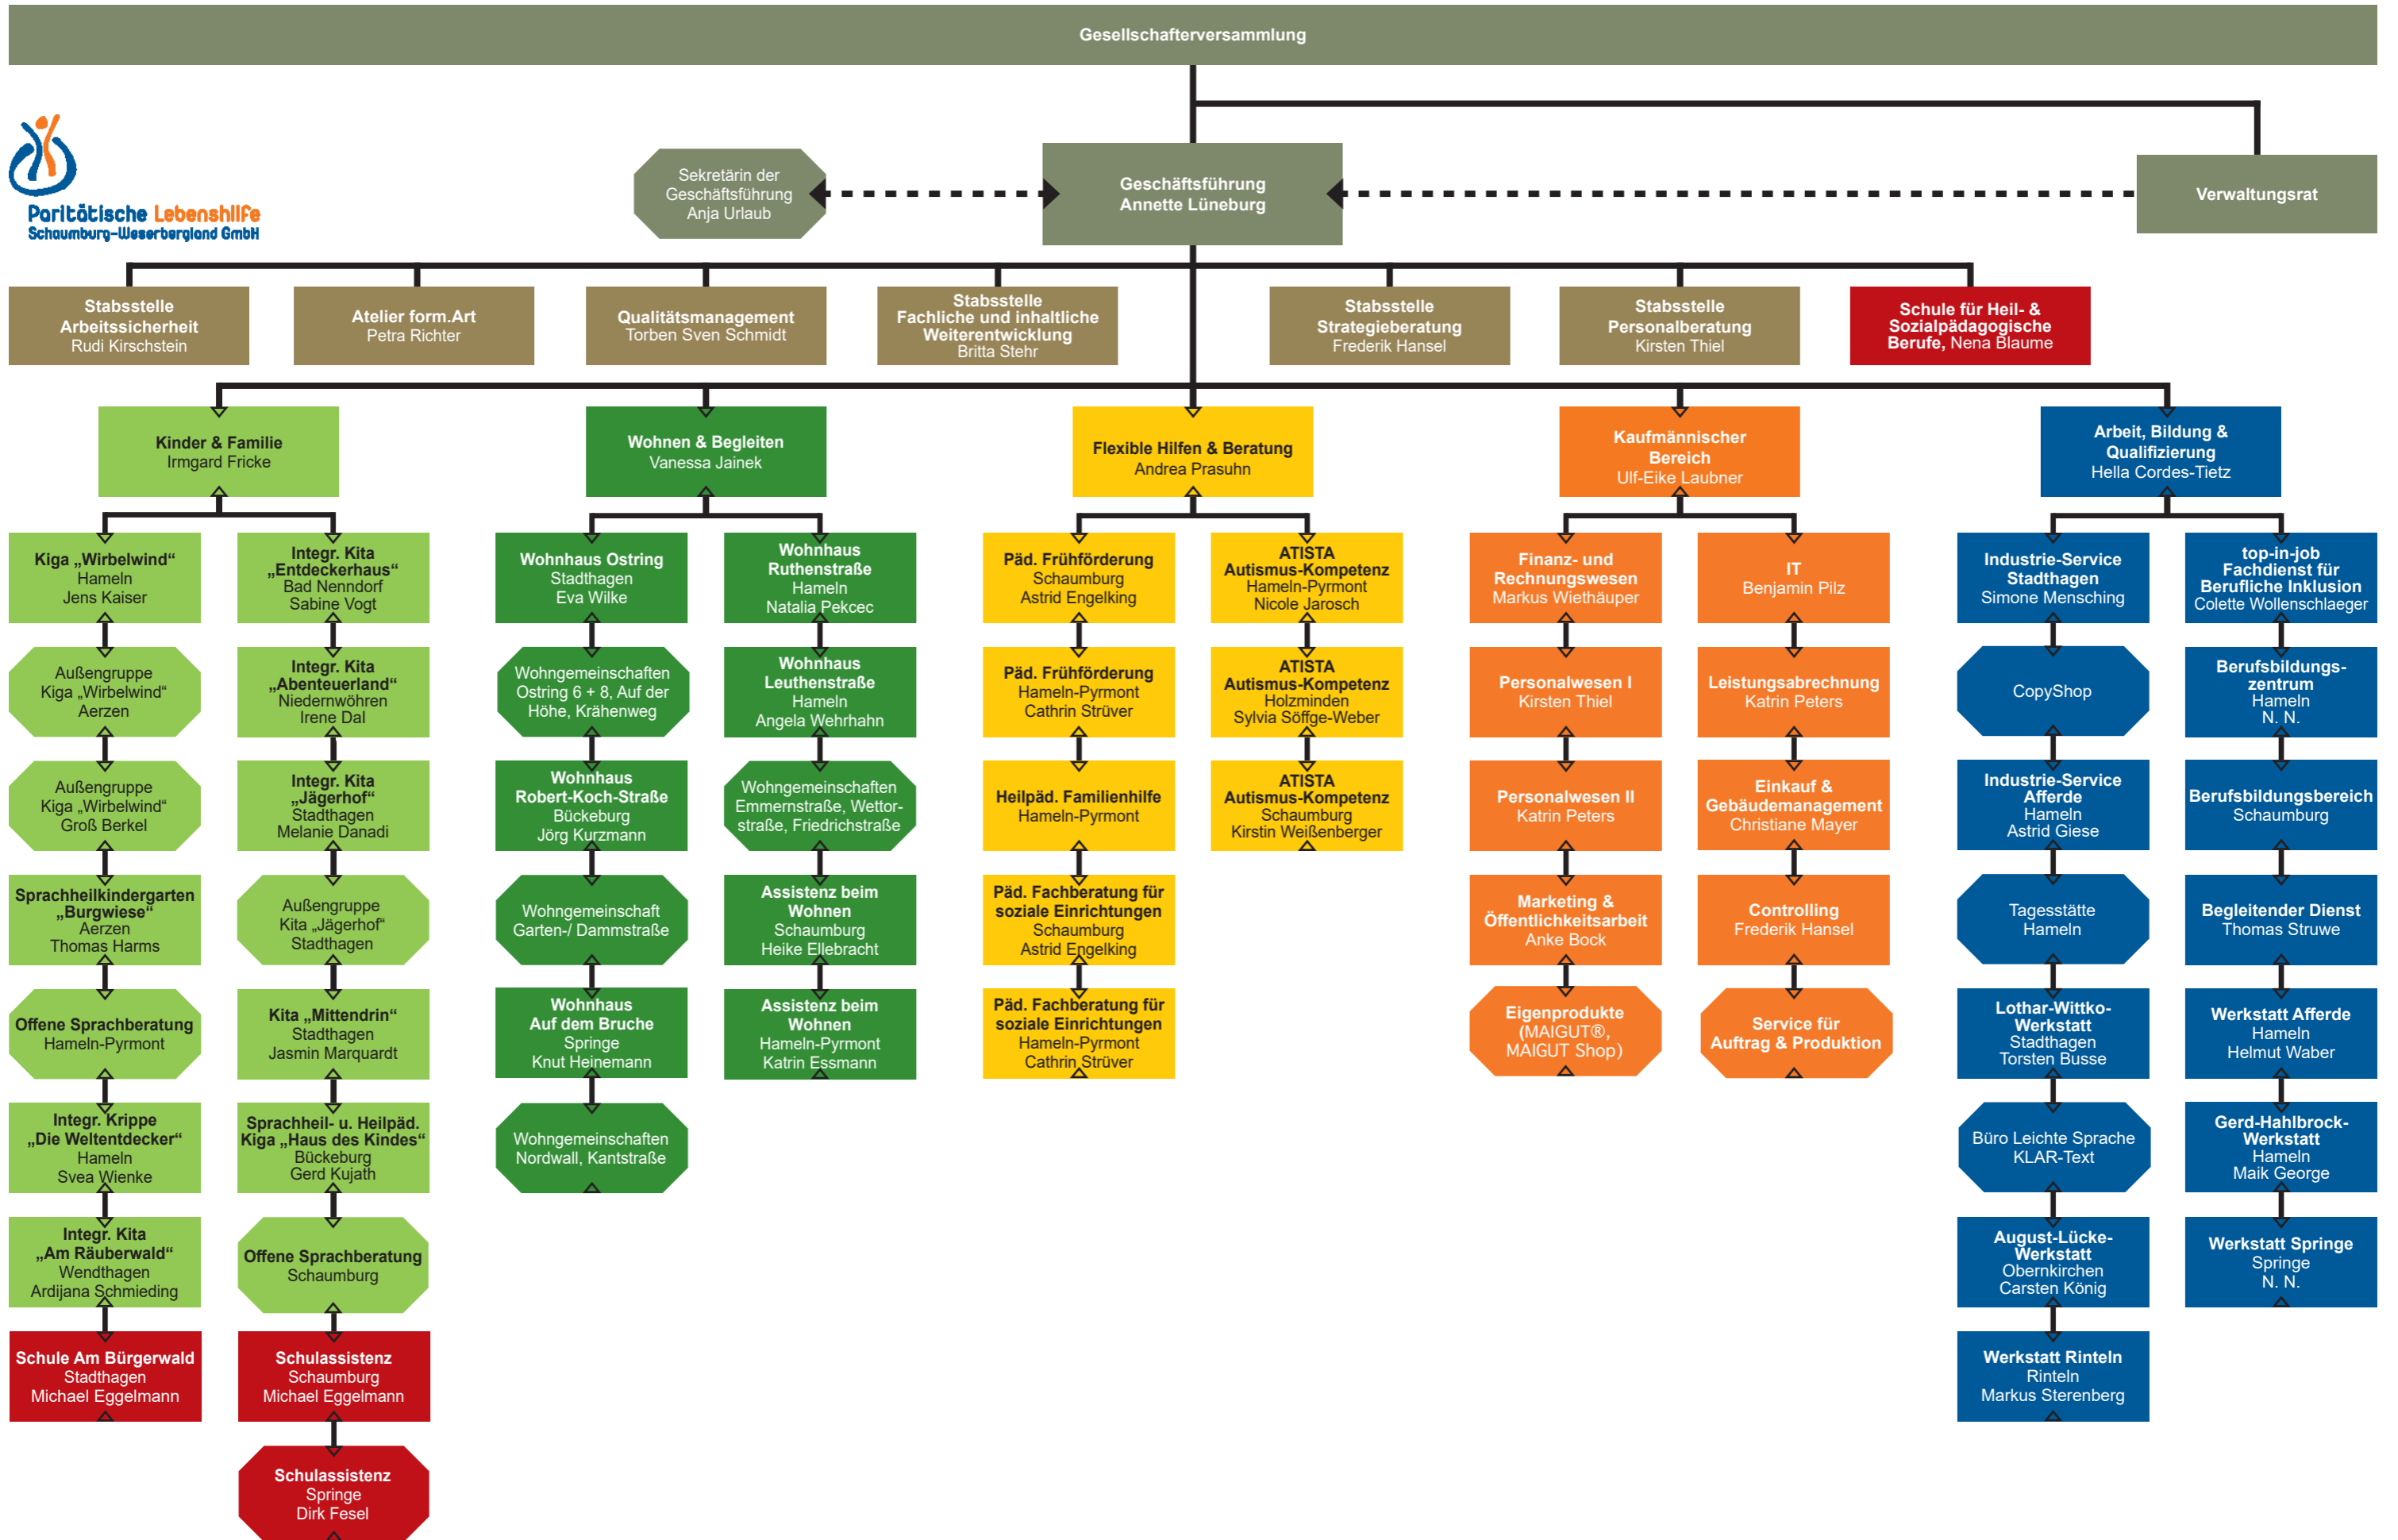 Gesellschafterversammlung
Paritätische Lebenshilfe
Schaumburg-Weserbergland GmbH
Sekretärin der
Geschäftsführung
Anja Urlaub
Geschäftsführung
Annette Lüneburg
Verwaltungsrat
Stabsstelle
Arbeitssicherheit
Rudi Kirschstein
Atelier form.Art
Petra Richter
Qualitätsmanagement
Torben Sven Schmidt
Stabsstelle
Fachliche und inhaltliche
Weiterentwicklung
Britta Stehr
Stabsstelle
Strategieberatung
Frederik Hansel
Stabsstelle
Personalberatung
Kirsten Thiel
Schule für Heil- &
Sozialpädagogische
Berufe, Nena Blaume
Kinder & Familie
Irmgard Fricke
Wohnen & Begleiten
Vanessa Jainek
Flexible Hilfen & Beratung
Andrea Prasuhn
Kaufmännischer
Bereich
Ulf-Eike Laubner
Arbeit, Bildung &
Qualifizierung
Hella Cordes-Tietz
Kiga „Wirbelwind“
Hameln
Jens Kaiser
Außengruppe
Kiga „Wirbelwind“
Aerzen
Außengruppe
Kiga „Wirbelwind“
Groß Berkel
Sprachheilkindergarten
„Burgwiese“
Aerzen
Thomas Harms
Offene Sprachberatung
Hameln-Pyrmont
Integr. Krippe
„Die Weltentdecker“
Hameln
Svea Wienke
Integr. Kita
„Am Räuberwald“
Wendthagen
Ardijana Schmieding
Schule Am Bürgerwald
Stadthagen
Michael Eggelmann
Integr. Kita
„Entdeckerhaus“
Bad Nenndorf
Sabine Vogt
Integr. Kita
„Abenteuerland“
Niedernwöhren
Irene Dal
Integr. Kita
„Jägerhof“
Stadthagen
Melanie Danadi
Außengruppe
Kita „Jägerhof“
Stadthagen
Kita „Mittendrin“
Stadthagen
Jasmin Marquardt
Sprachheil- u. Heilpäd.
Kiga „Haus des Kindes“
Bückeburg
Gerd Kujath
Offene Sprachberatung
Schaumburg
Schulassistenz
Schaumburg
Michael Eggelmann
Schulassistenz
Springe
Dirk Fesel
Wohnhaus Ostring
Stadthagen
Eva Wilke
Wohngemeinschaften
Ostring 6 + 8, Auf der
Höhe, Krähenweg
Wohnhaus
Robert-Koch-Straße
Bückeburg
Jörg Kurzmann
Wohngemeinschaft
Garten-/ Dammstraße
Wohnhaus
Auf dem Bruche
Springe
Knut Heinemann
Wohngemeinschaften
Nordwall, Kantstraße
Wohnhaus
Ruthenstraße
Hameln
Natalia Pekcec
Wohnhaus
Leuthenstraße
Hameln
Angela Wehrhahn
Wohngemeinschaften
Emmernstraße, Wettor-
straße, Friedrichstraße
Assistenz beim
Wohnen
Schaumburg
Heike Ellebracht
Assistenz beim
Wohnen
Hameln-Pyrmont
Katrin Essmann
Päd. Frühförderung
Schaumburg
Astrid Engelking
Päd. Frühförderung
Hameln-Pyrmont
Cathrin Strüver
Heilpäd. Familienhilfe
Hameln-Pyrmont
Päd. Fachberatung für
soziale Einrichtungen
Schaumburg
Astrid Engelking
Päd. Fachberatung für
soziale Einrichtungen
Hameln-Pyrmont
Cathrin Strüver
ATISTA
Autismus-Kompetenz
Hameln-Pyrmont
Nicole Jarosch
ATISTA
Autismus-Kompetenz
Holzminden
Sylvia Söffge-Weber
ATISTA
Autismus-Kompetenz
Schaumburg
Kirstin Weißenberger
Finanz- und
Rechnungswesen
Markus Wiethäuper
Personalwesen I
Kirsten Thiel
Personalwesen II
Katrin Peters
Marketing &
Öffentlichkeitsarbeit
Anke Bock
Eigenprodukte
(MAIGUT®,
MAIGUT Shop)
IT
Benjamin Pilz
Leistungsabrechnung
Katrin Peters
Einkauf &
Gebäudemanagement
Christiane Mayer
Controlling
Frederik Hansel
Service für
Auftrag & Produktion
Industrie-Service
Stadthagen
Simone Mensching
CopyShop
Industrie-Service
Afferde
Hameln
Astrid Giese
Tagesstätte
Hameln
Lothar-Wittko-
Werkstatt
Stadthagen
Torsten Busse
Büro Leichte Sprache
KLAR-Text
August-Lücke-
Werkstatt
Obernkirchen
Carsten König
Werkstatt Rinteln
Rinteln
Markus Sterenberg
top-in-job
Fachdienst für
Berufliche Inklusion
Colette Wollenschlaeger
Berufsbildungs-
zentrum
Hameln
N. N.
Berufsbildungsbereich
Schaumburg
Begleitender Dienst
Thomas Struwe
Werkstatt Afferde
Hameln
Helmut Waber
Gerd-Hahlbrock-
Werkstatt
Hameln
Maik George
Werkstatt Springe
Springe
N. N.